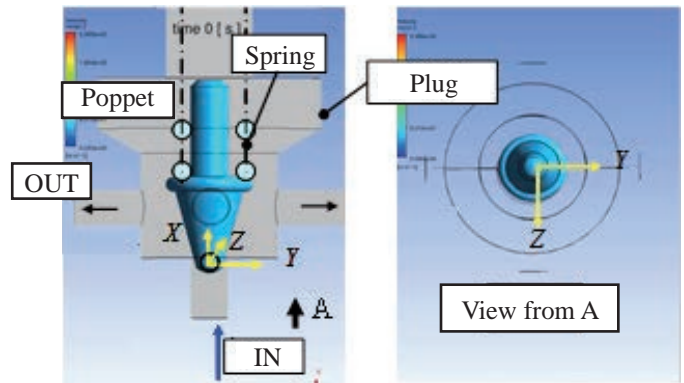 time 0 [ s ]
Spring
Poppet
Plug
OUT
X
Z
Y
A
IN
Y
Z
View from A